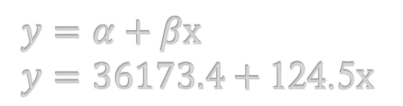 y = α + βx
y = 36173.4 + 124.5x